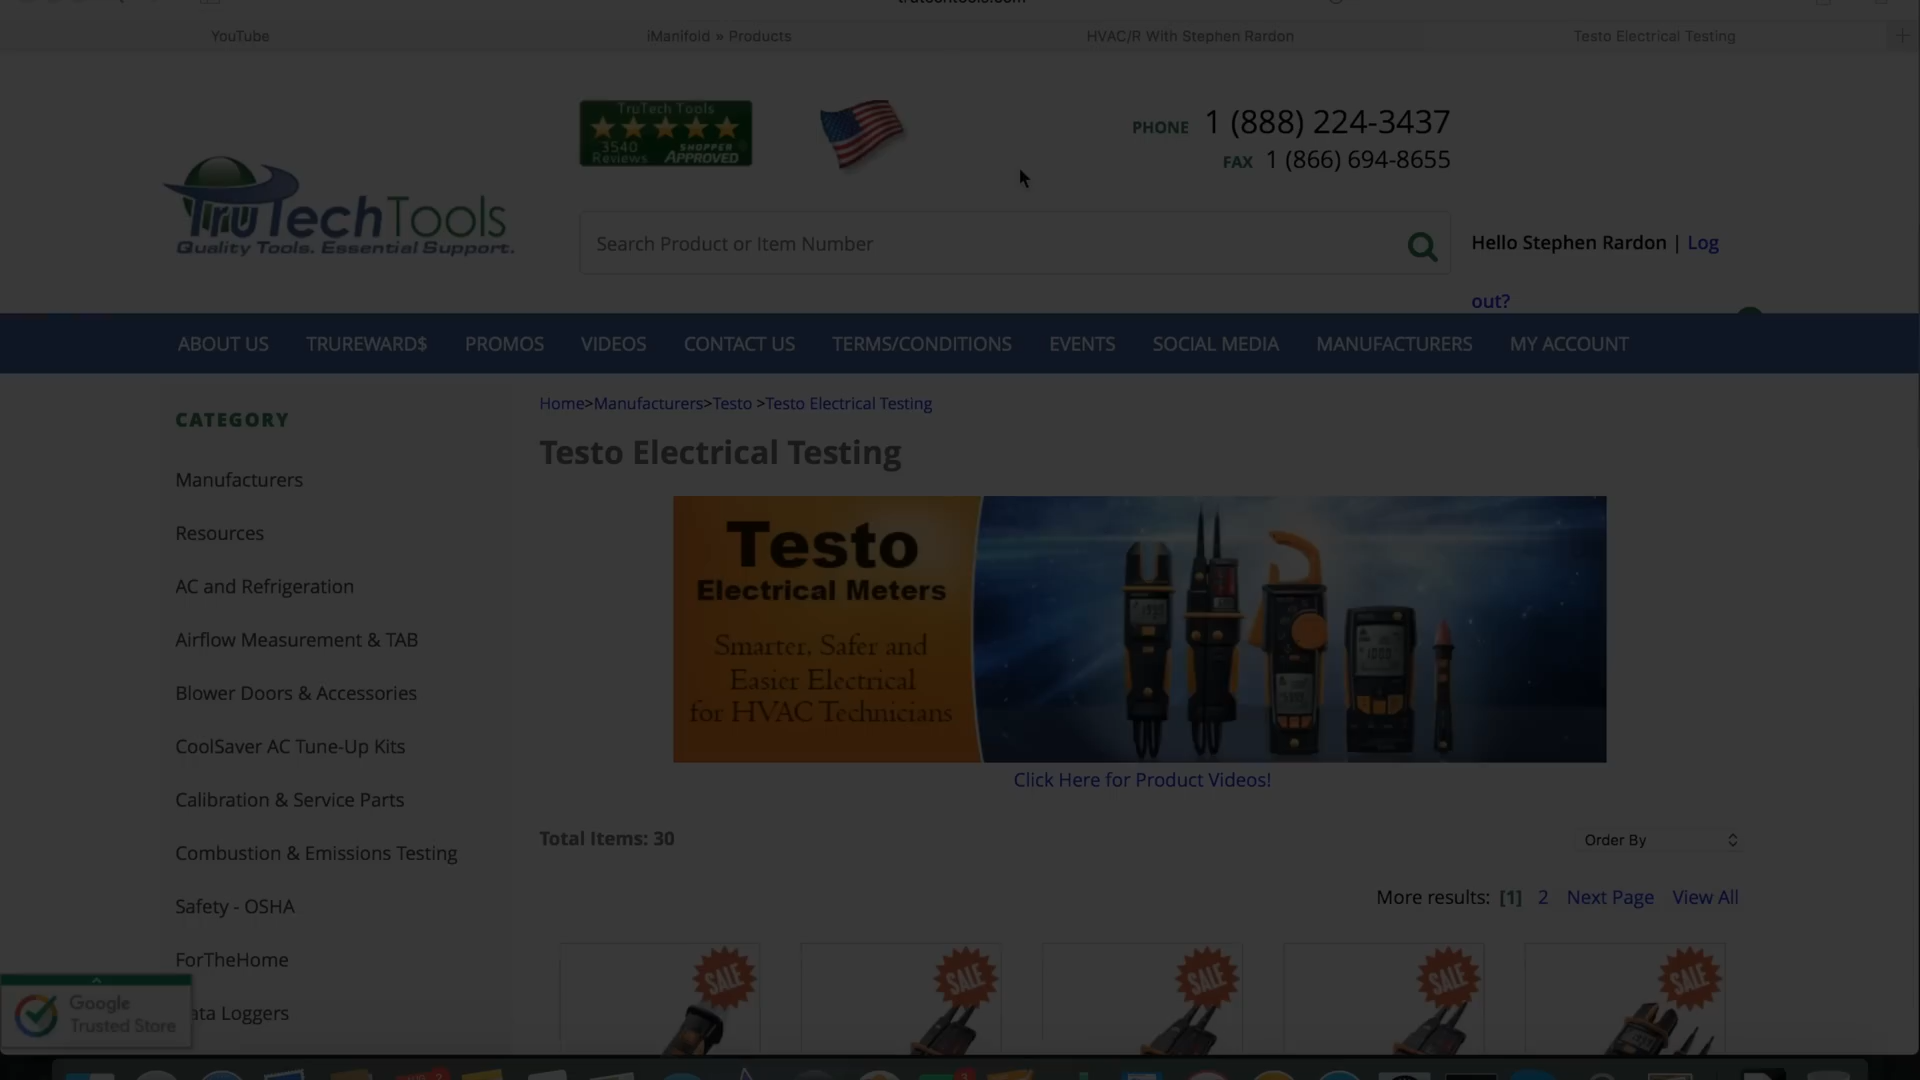 YouTube
iManifold » Products
HVAC/R With Stephen Rardon
Testo Electrical Testing
TruTech Tools
3540
Reviews
SHOPPER
APPROVED
PHONE 1 (888) 224-3437
FAX 1 (866) 694-8655
TruTechTools
Quality Tools. Essential Support.
Search Product or Item Number
Hello Stephen Rardon | Log
out?
ABOUT US TRUREWARD$ PROMOS VIDEOS CONTACT US TERMS/CONDITIONS EVENTS SOCIAL MEDIA MANUFACTURERS MY ACCOUNT
CATEGORY
Manufacturers
Resources
AC and Refrigeration
Airflow Measurement & TAB
Blower Doors & Accessories
CoolSaver AC Tune-Up Kits
Calibration & Service Parts
Combustion & Emissions Testing
Safety - OSHA
ForTheHome
ata Loggers
Google
Trusted Store
Home>Manufacturers>Testo >Testo Electrical Testing
Testo Electrical Testing
Testo
Electrical Meters
Smarter, Safer and
Easier Electrical
for HVAC Technicians
Click Here for Product Videos!
Total Items: 30
Order By
More results: [1] 2 Next Page View All
SALE
SALE
SALE
SALE
SALE